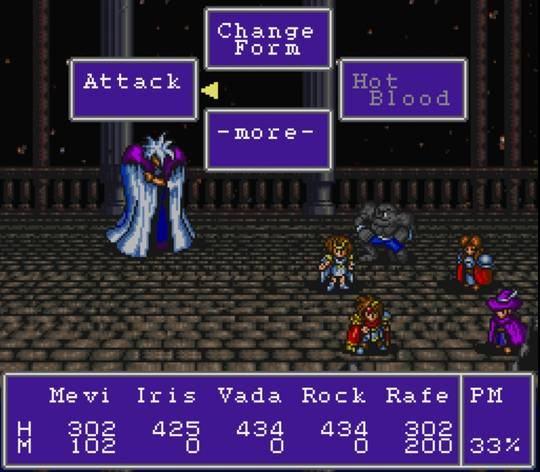 Change
Form
Attack
Hot
Blood
-more-
Mevi Iris Vada Rock Rafe PM
H 302 425 434 434 302
M 102 0 0 0 200 33%